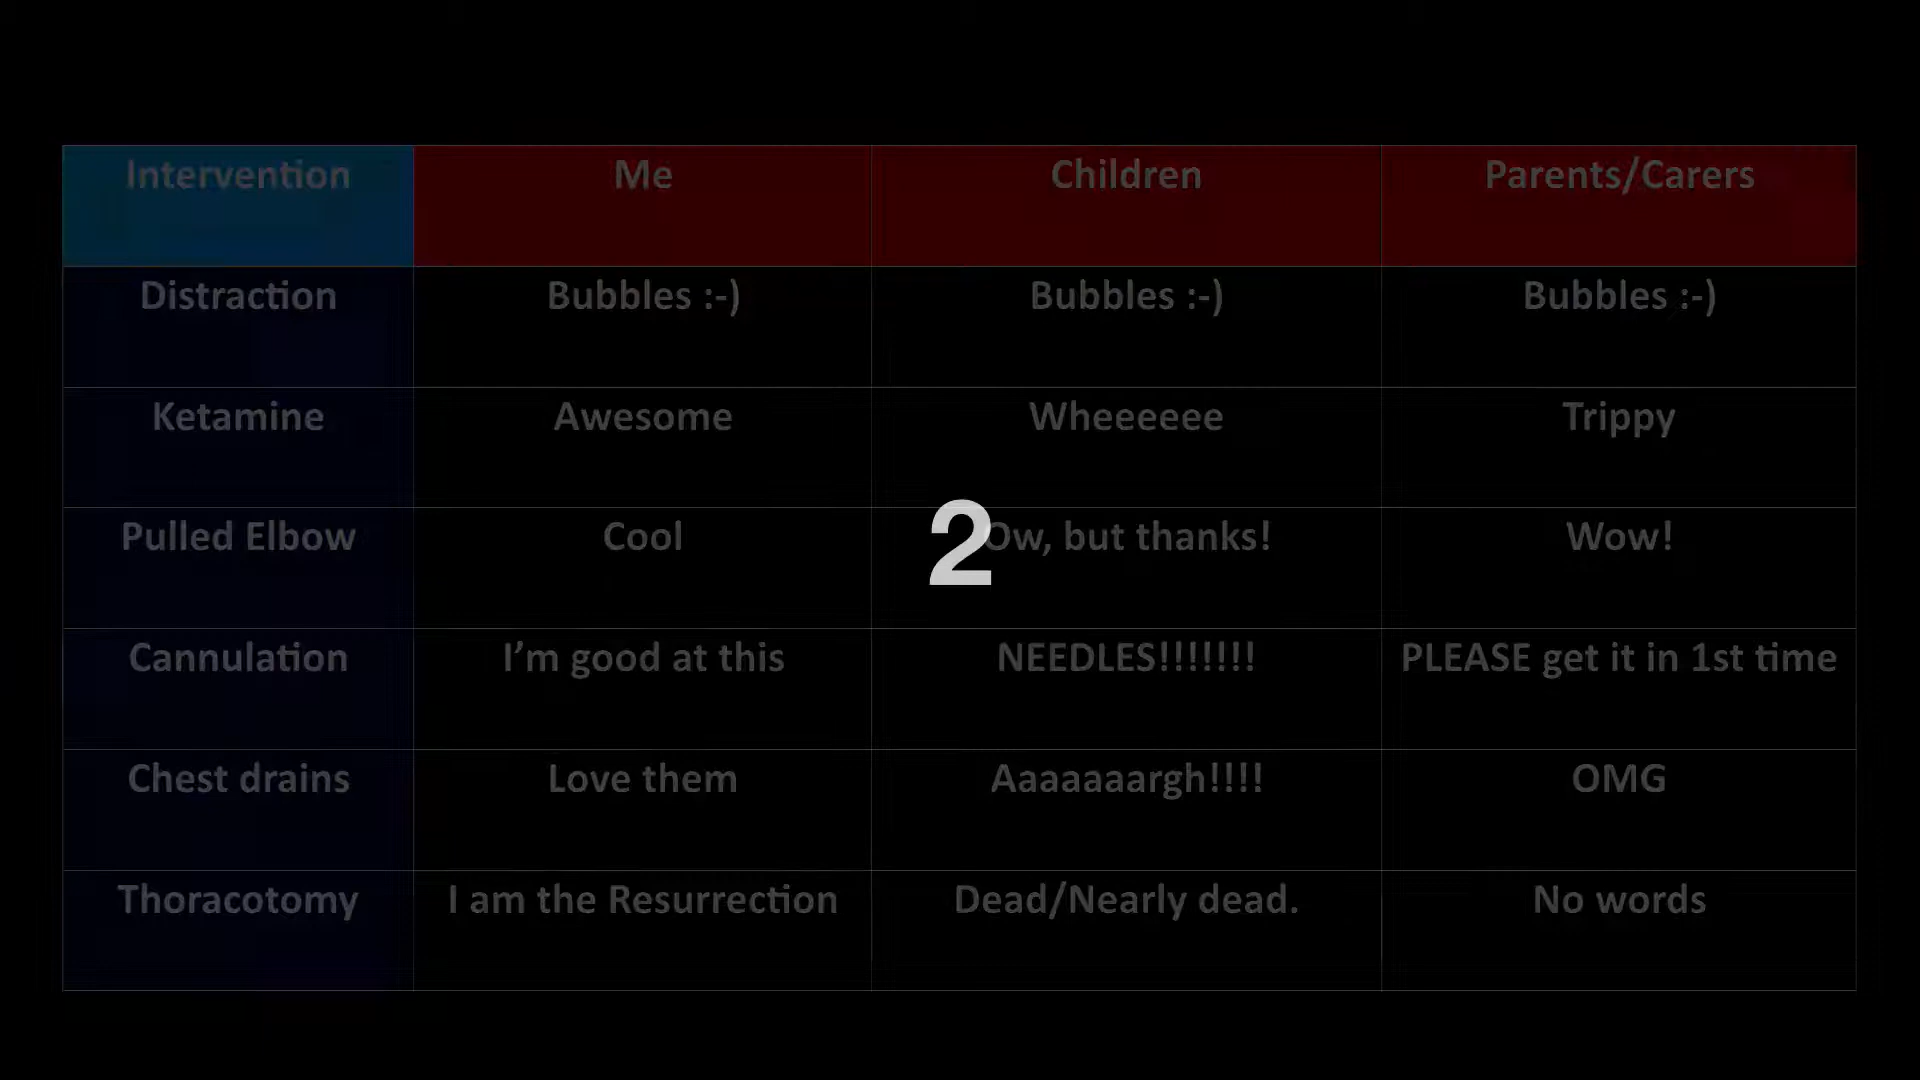 Intervention Me Children Parents/Carers
Distraction Bubbles :-) Bubbles :-) Bubbles :-)
Ketamine Awesome Wheeeeee Trippy
Pulled Elbow Cool Ow, but thanks! Wow!
2
Cannulation I’m good at this NEEDLES!!!!!!! PLEASE get it in 1st time
Chest drains Love them Aaaaaaargh!!!! OMG
Thoracotomy I am the Resurrection Dead/Nearly dead. No words